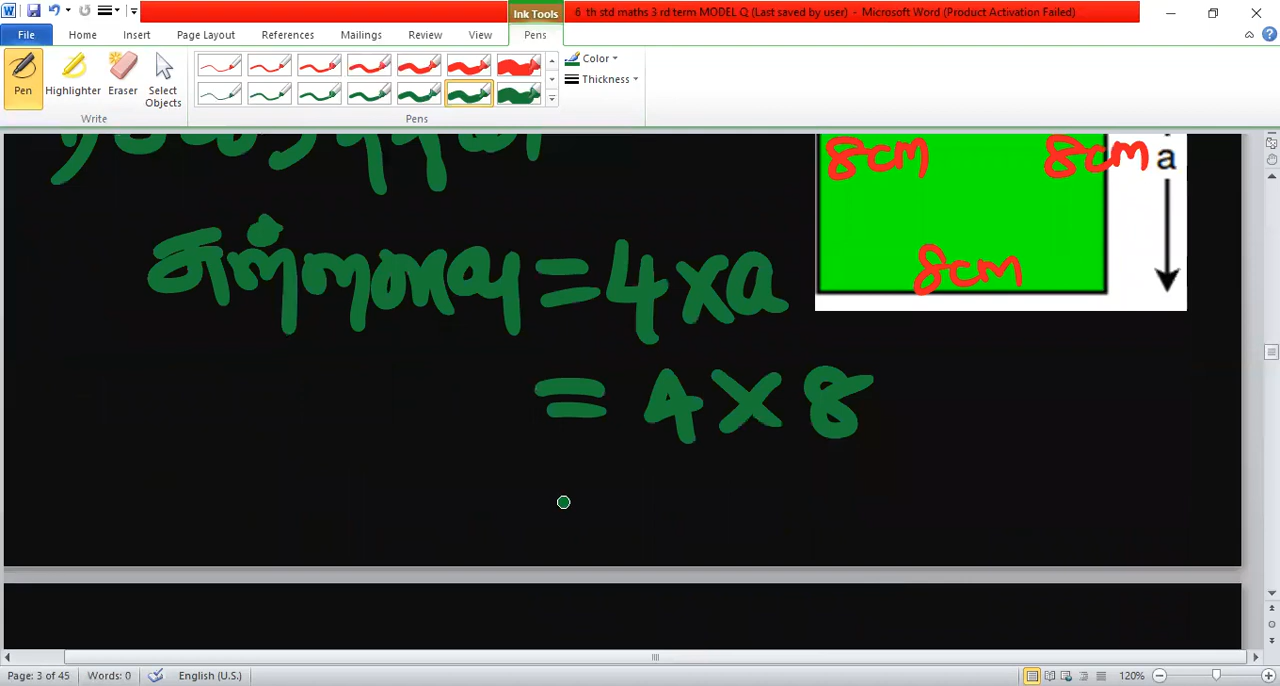 6 th std maths 3 rd term MODEL Q (Last saved by user) - Microsoft Word (Product Activation Failed)
Ink Tools
File Home Insert Page Layout References Mailings Review View Pens
Pen Highlighter Eraser Select Objects
Color
Thickness
Write Pens
8cm 8cm a
8cm
= 4 × a
= 4 × 8
Page: 3 of 45 Words: 0 English (U.S.) 120%